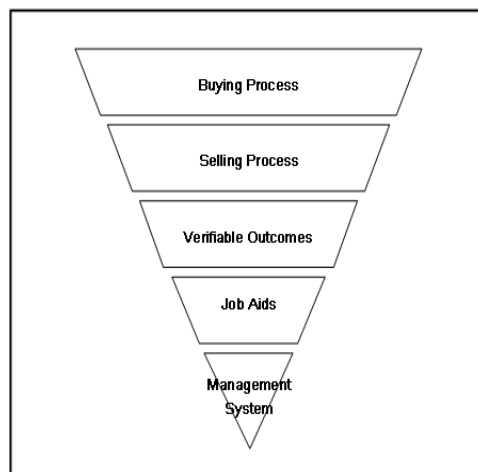 Buying Process
Selling Process
Verifiable Outcomes
Job Aids
Management
System